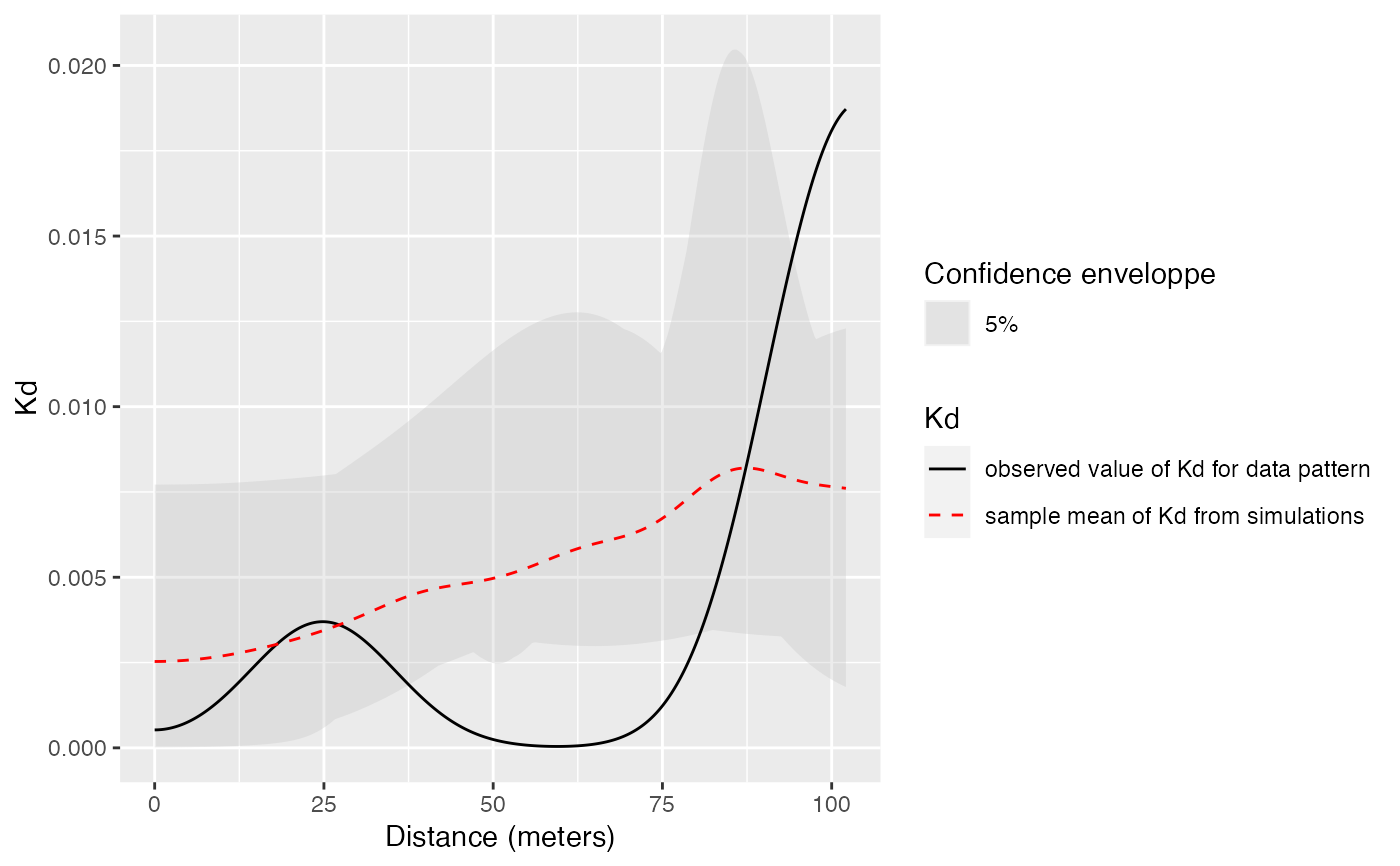 0.020
0.015
0.010
0.005
0.000
Kd
0 25 50 75 100
Distance (meters)
Confidence enveloppe
5%
Kd
observed value of Kd for data pattern
sample mean of Kd from simulations